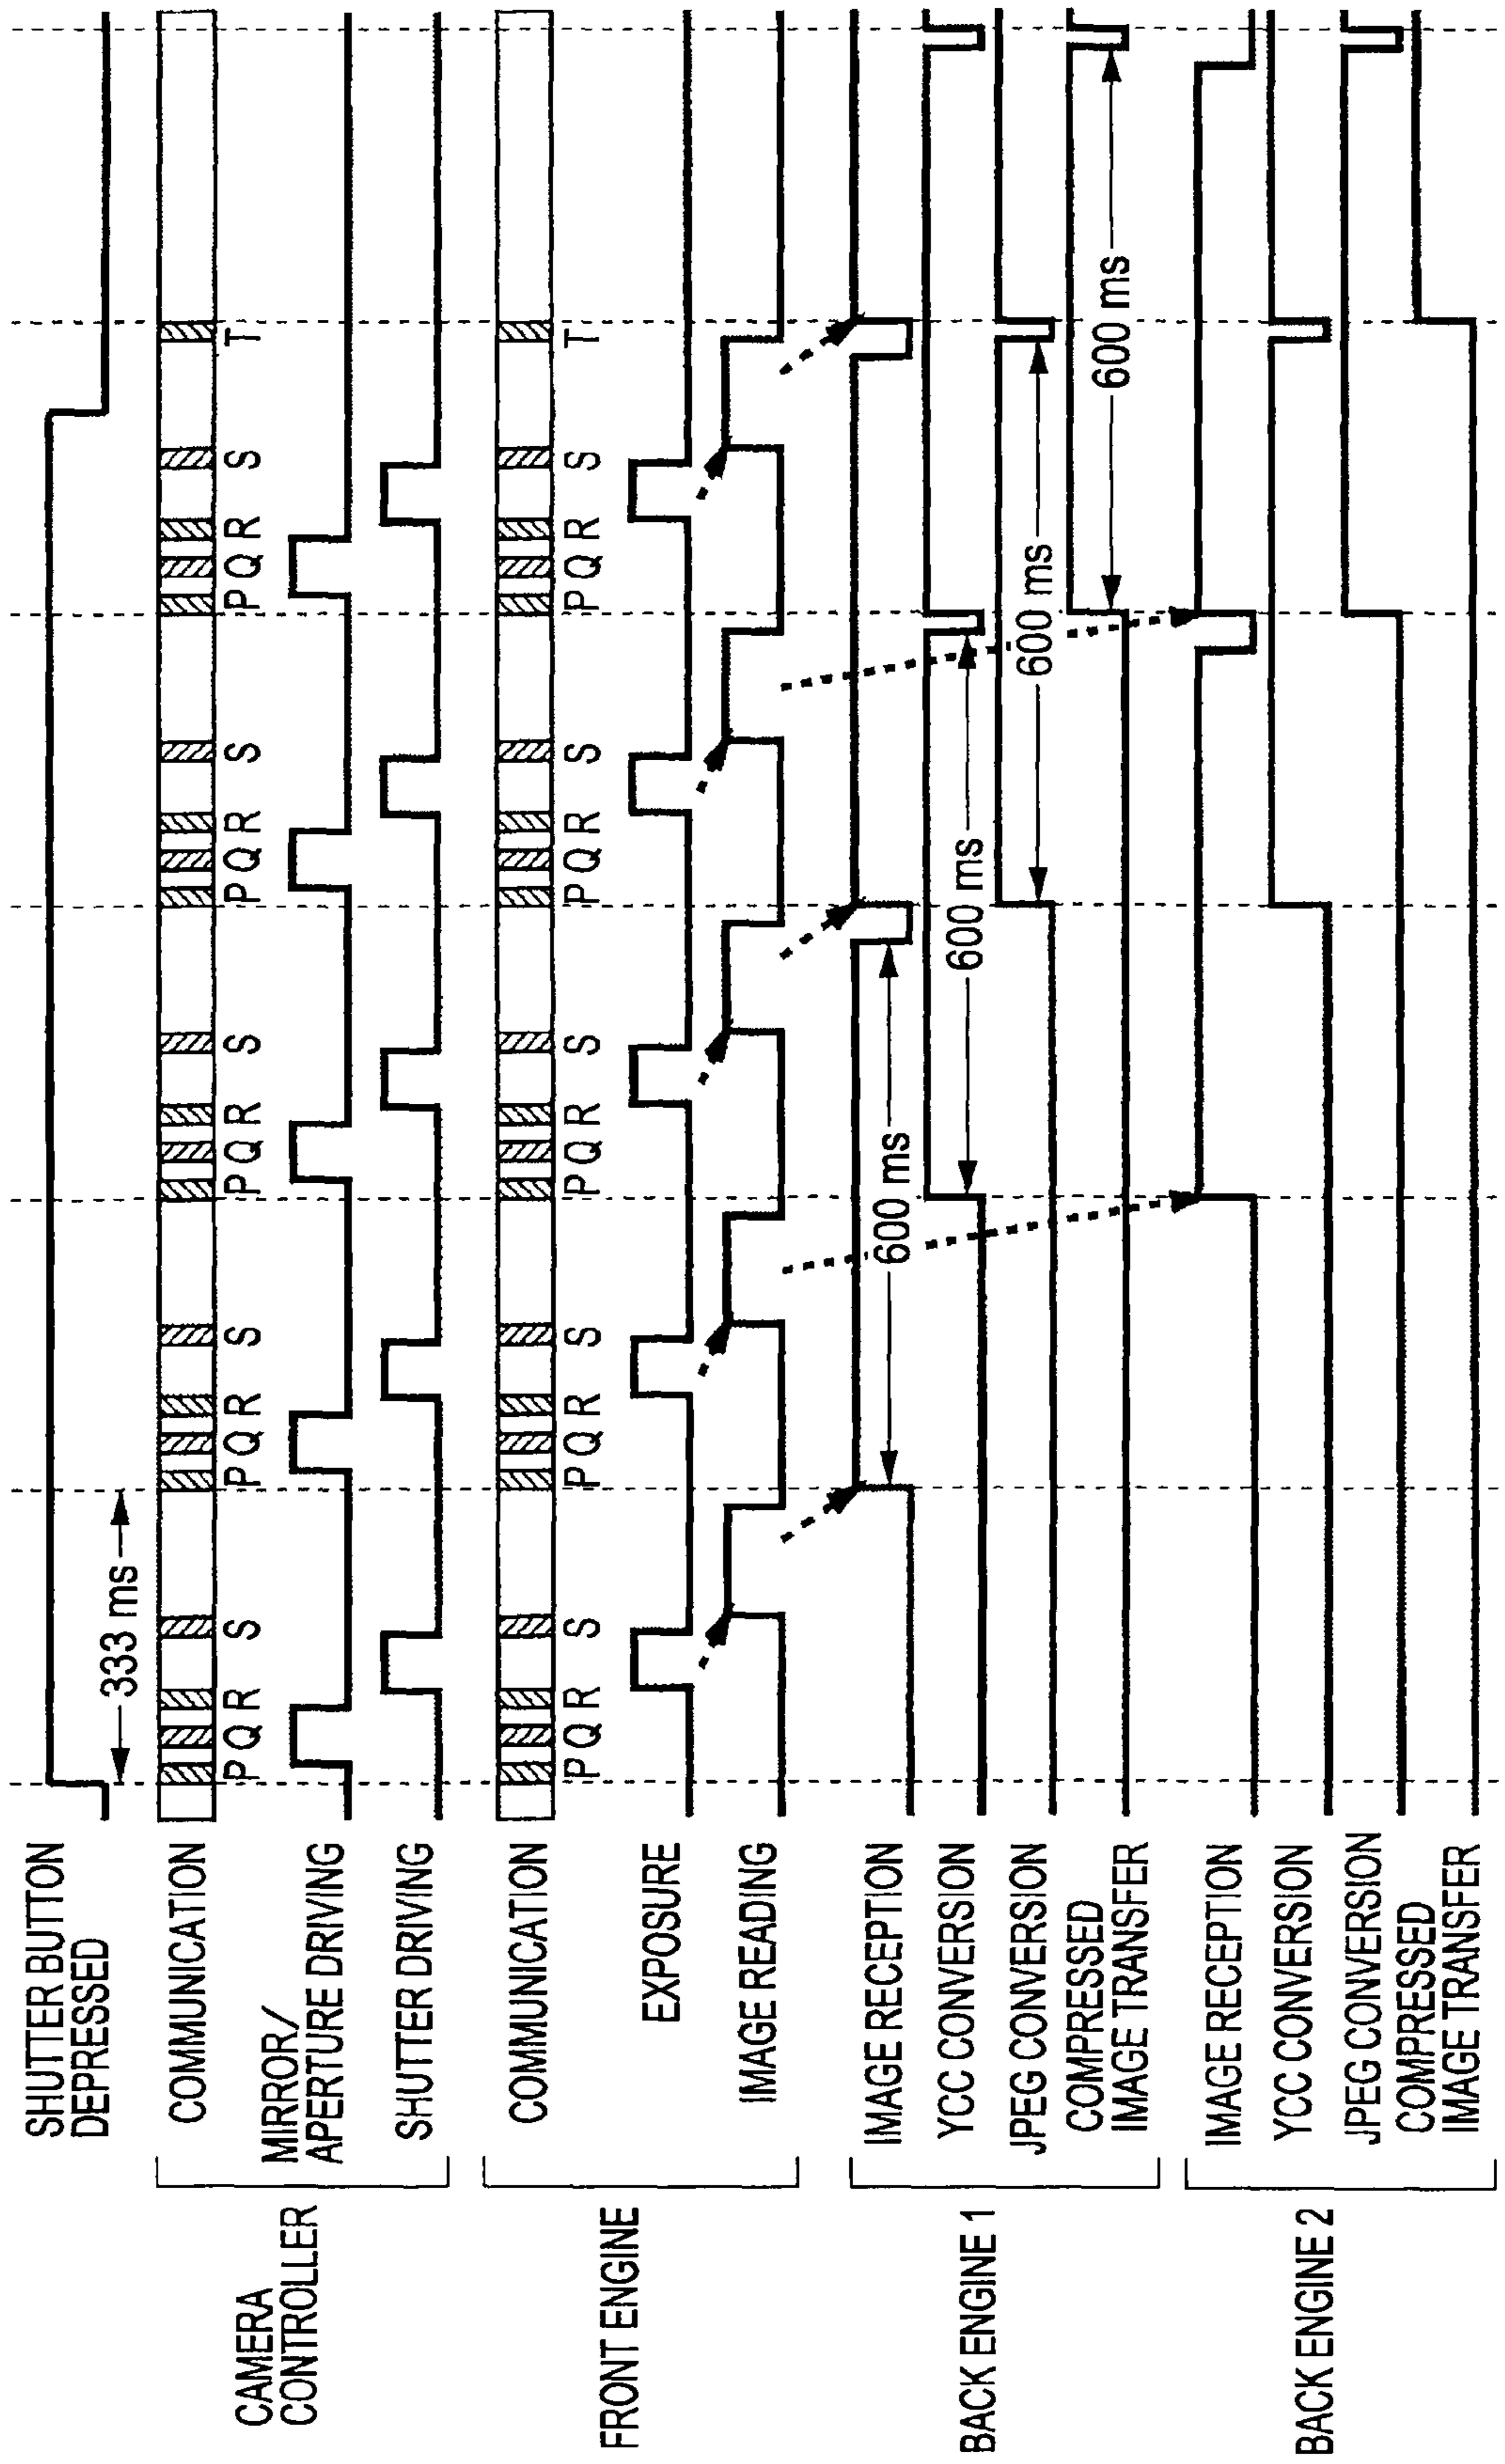 SHUTTER BUTTON
DEPRESSED
333 ms
CAMERA
CONTROLLER
COMMUNICATION
P Q R S P Q R S P Q R S P Q R S P Q R S T
MIRROR/
APERTURE DRIVING
SHUTTER DRIVING
FRONT ENGINE
COMMUNICATION
P Q R S P Q R S P Q R S P Q R S P Q R S T
EXPOSURE
IMAGE READING
BACK ENGINE 1
IMAGE RECEPTION
600 ms
YCC CONVERSION
600 ms
JPEG CONVERSION
600 ms
COMPRESSED
IMAGE TRANSFER
600 ms
BACK ENGINE 2
IMAGE RECEPTION
YCC CONVERSION
JPEG CONVERSION
COMPRESSED
IMAGE TRANSFER